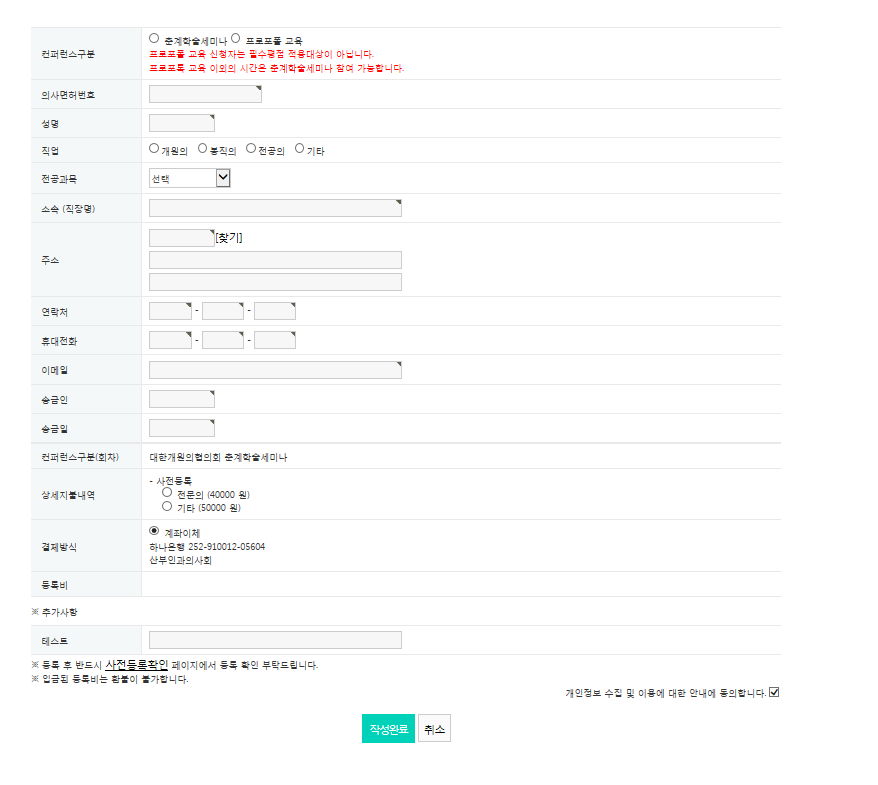 컨퍼런스구분
춘계학술세미나 프로포폴 교육
프로포폴 교육 신청자는 필수평점 적용대상이 아닙니다.
프로포폭 교육 이외의 시간은 춘계학술세미나 참여 가능합니다.
의사면허번호
성명
직업
개원의 봉직의 전공의 기타
전공과목
선택
소속 (직장명)
주소
[찾기]
연락처
- -
휴대전화
- -
이메일
송금인
송금일
컨퍼런스구분(회차)
대한개원의협의회 춘계학술세미나
상세지불내역
- 사전등록
전문의 (40000 원)
기타 (50000 원)
결제방식
계좌이체
하나은행 252-910012-05604
산부인과의사회
등록비
※ 추가사항
테스트
※ 등록 후 반드시 사전등록확인 페이지에서 등록 확인 부탁드립니다.
※ 입금된 등록비는 환불이 불가합니다.
개인정보 수집 및 이용에 대한 안내에 동의합니다.
작성완료 취소